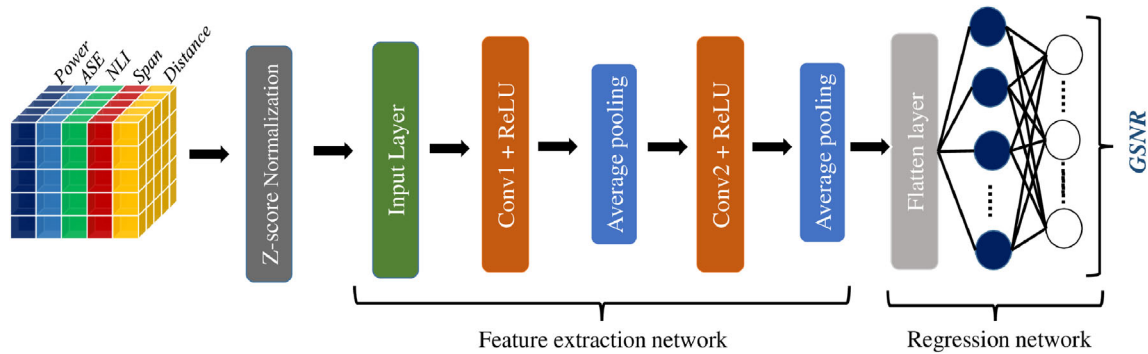 Power
ASE
NLI
Span
Distance
Z-score Normalization
Input Layer
Conv1 + ReLU
Average pooling
Conv2 + ReLU
Average pooling
Flatten layer
GSNR
Feature extraction network
Regression network